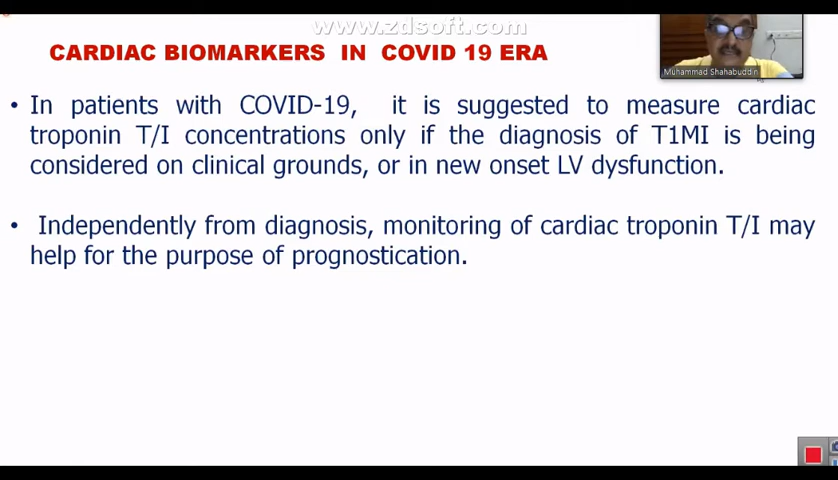 www.zdsoft.com
CARDIAC BIOMARKERS IN COVID 19 ERA
Muhammad Shahabuddin
• In patients with COVID-19, it is suggested to measure cardiac
troponin T/I concentrations only if the diagnosis of T1MI is being
considered on clinical grounds, or in new onset LV dysfunction.
• Independently from diagnosis, monitoring of cardiac troponin T/I may
help for the purpose of prognostication.